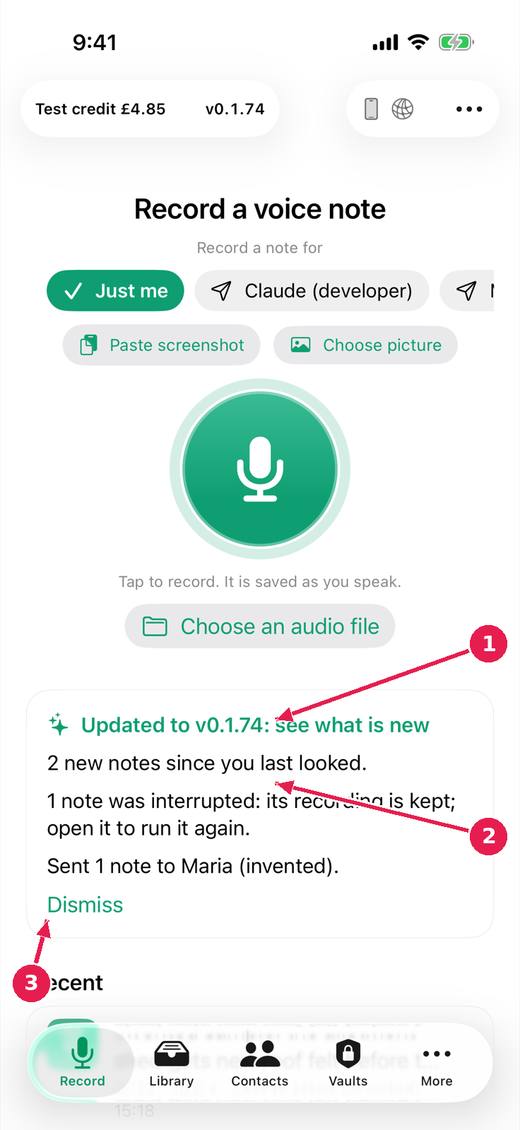 9:41
Test credit £4.85 v0.1.74
Record a voice note
Record a note for
Just me
Claude (developer)
Paste screenshot
Choose picture
Tap to record. It is saved as you speak.
Choose an audio file
1
Updated to v0.1.74: see what is new
2 new notes since you last looked.
1 note was interrupted: its recording is kept;
open it to run it again.
2
Sent 1 note to Maria (invented).
Dismiss
3
ecent
Record
Library
Contacts
Vaults
More
15:18